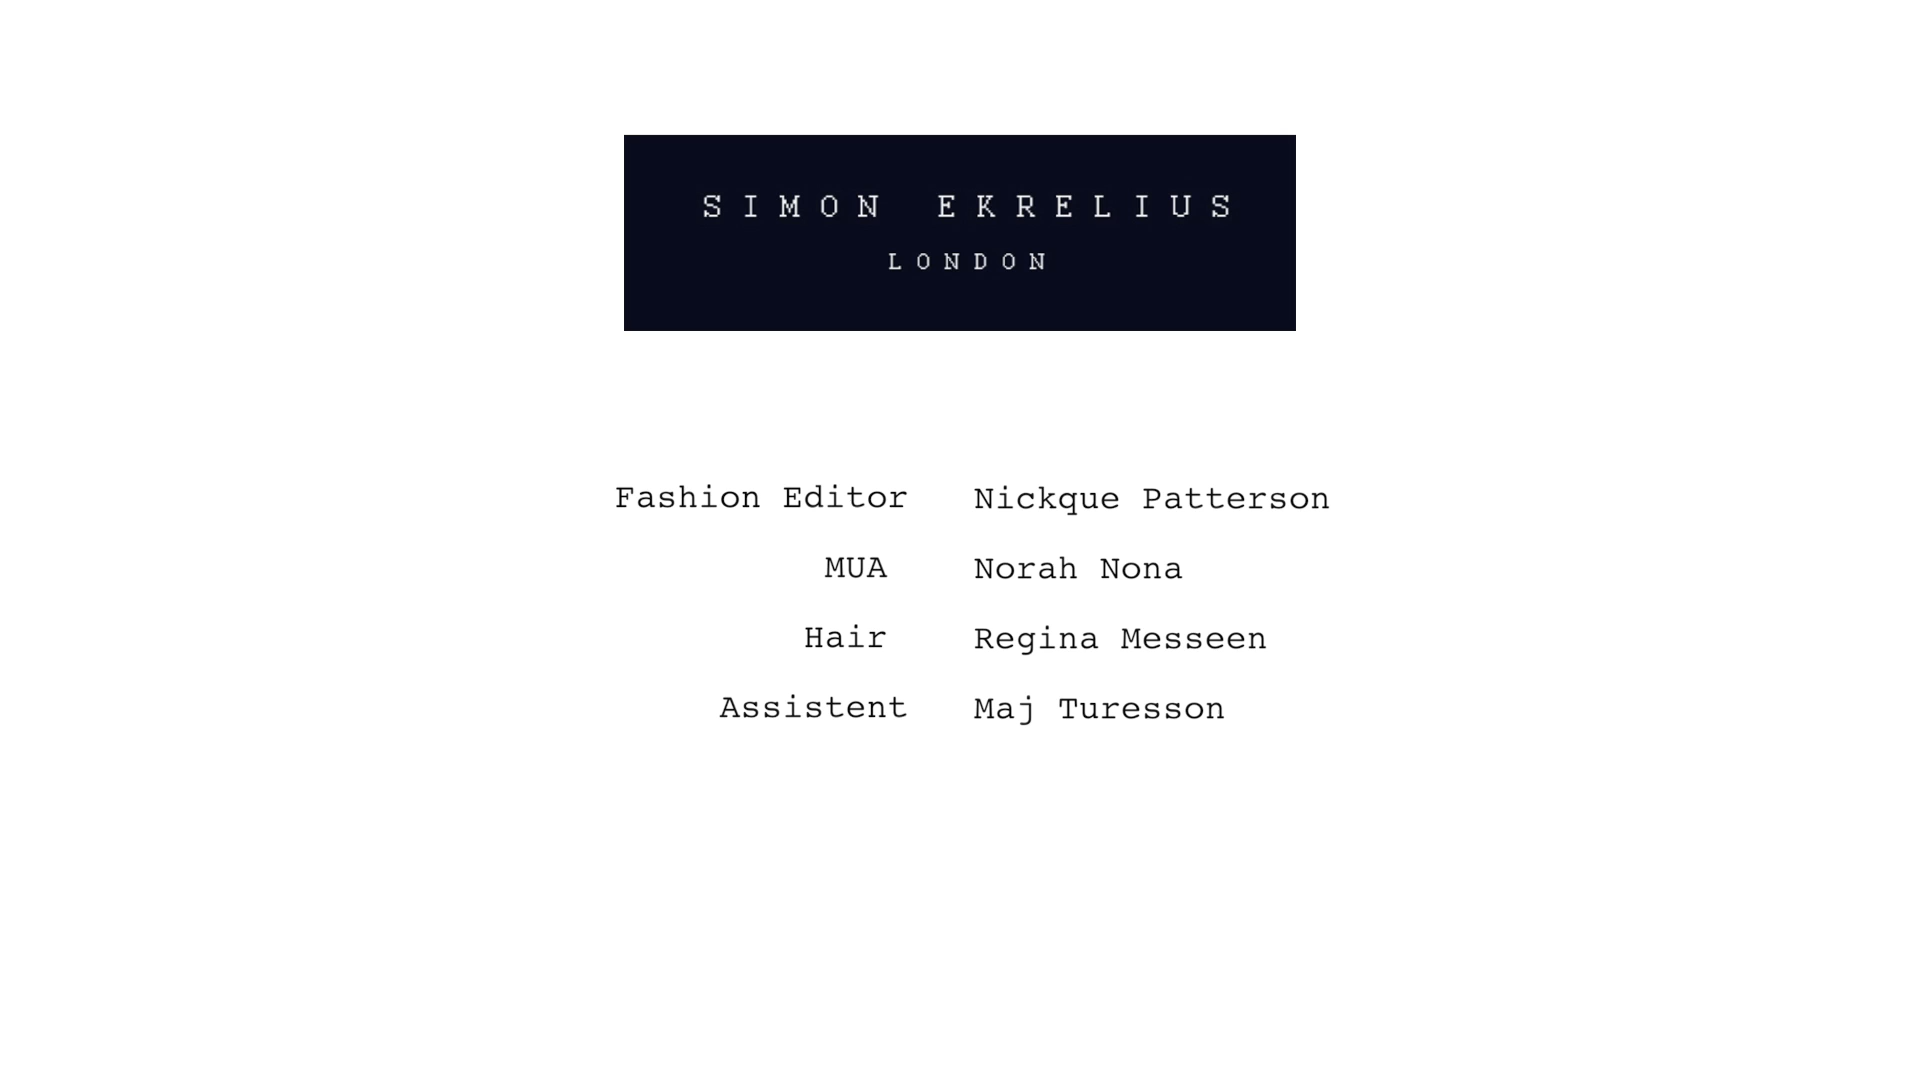 SIMON EKRELIUS
LONDON
Fashion Editor Nickque Patterson
MUA Norah Nona
Hair Regina Messeen
Assistent Maj Turesson